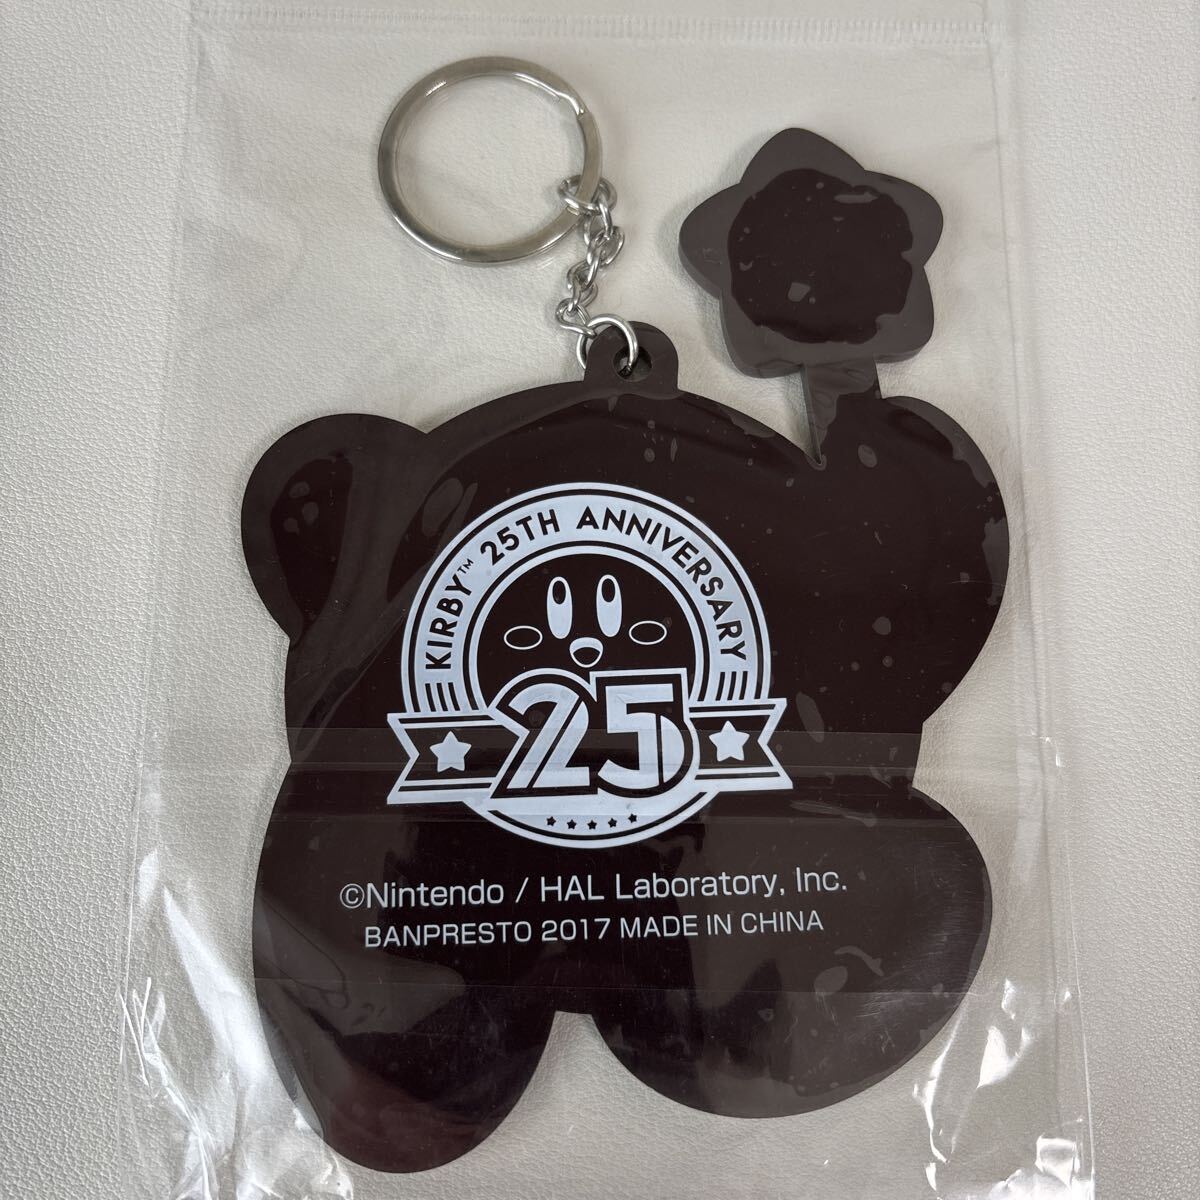 KIRBY™ 25TH ANNIVERSARY
25
©Nintendo / HAL Laboratory, Inc.
BANPRESTO 2017 MADE IN CHINA